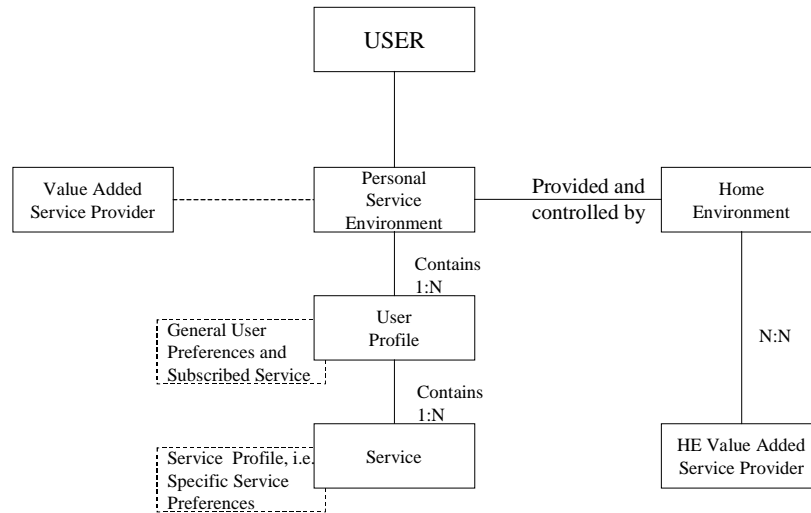 USER
Value Added
Service Provider
Personal
Service
Environment
Provided and
controlled by
Home
Environment
Contains
1:N
General User
Preferences and
Subscribed Service
User
Profile
N:N
Contains
1:N
Service Profile, i.e.
Specific Service
Preferences
Service
HE Value Added
Service Provider